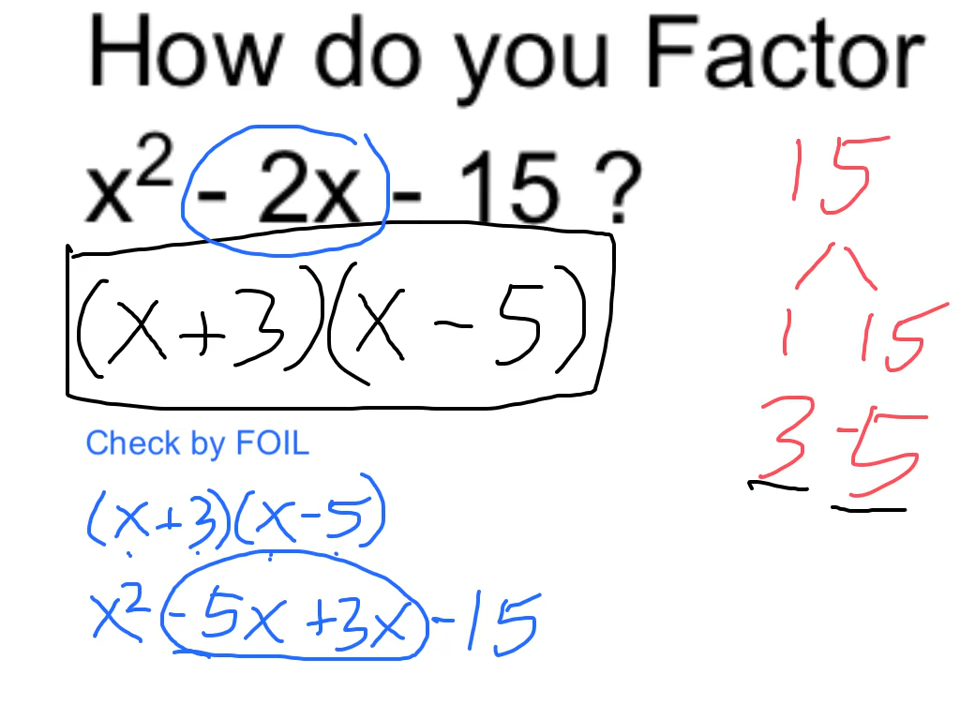 How do you Factor
x² - 2x - 15 ?
(x+3)(x-5)
Check by FOIL
(x+3)(x-5)
x² -5x +3x -15
15
1 15
3 -5